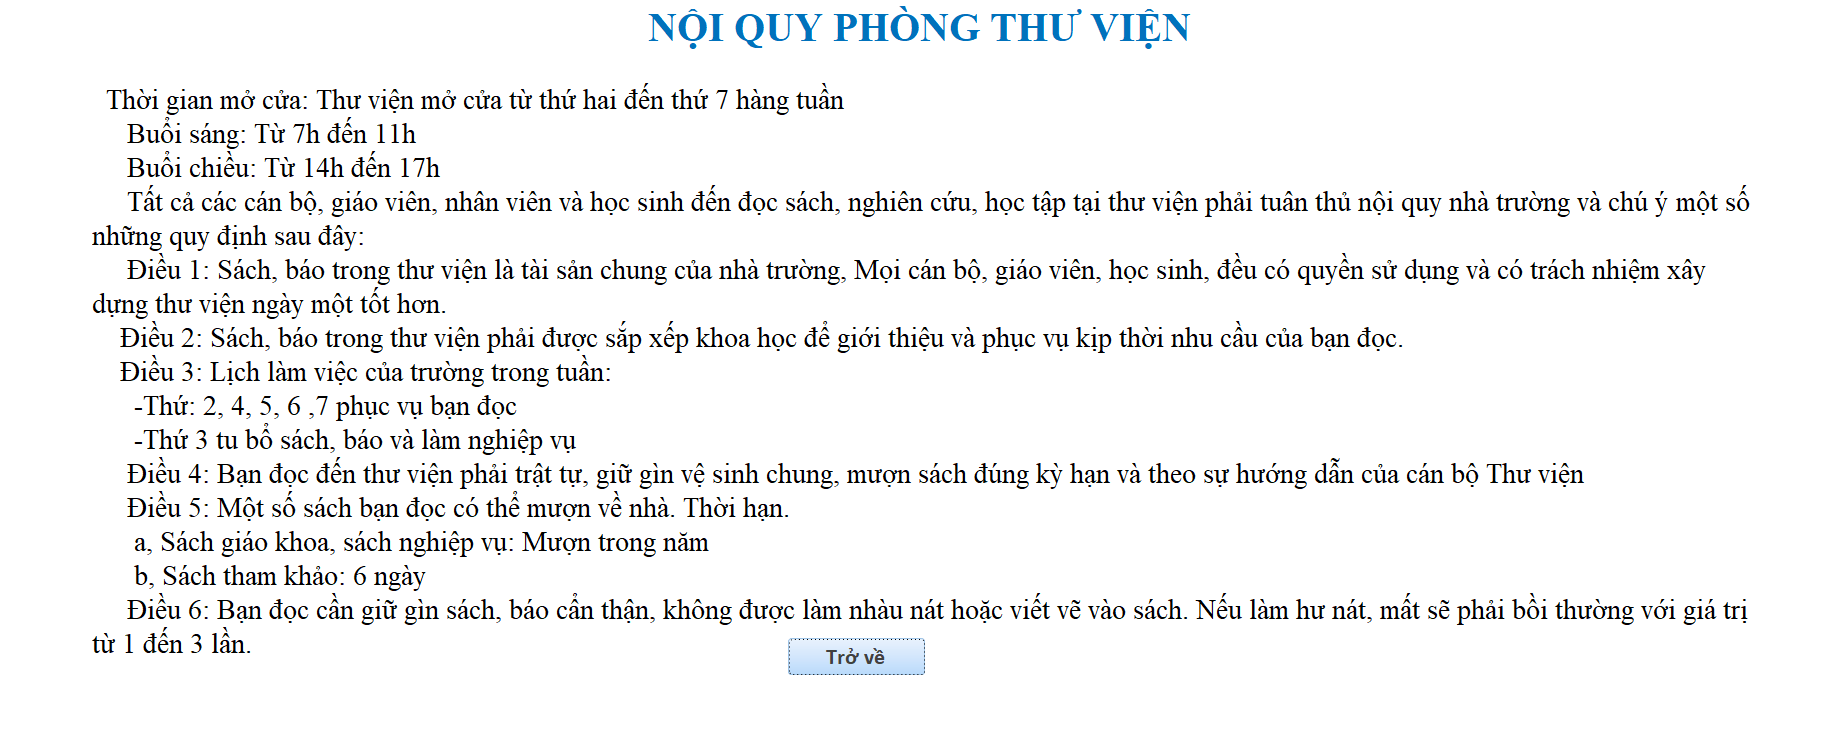 NỘI QUY PHÒNG THƯ VIỆN
Thời gian mở cửa: Thư viện mở cửa từ thứ hai đến thứ 7 hàng tuần
Buổi sáng: Từ 7h đến 11h
Buổi chiều: Từ 14h đến 17h
Tất cả các cán bộ, giáo viên, nhân viên và học sinh đến đọc sách, nghiên cứu, học tập tại thư viện phải tuân thủ nội quy nhà trường và chú ý một số
những quy định sau đây:
Điều 1: Sách, báo trong thư viện là tài sản chung của nhà trường, Mọi cán bộ, giáo viên, học sinh, đều có quyền sử dụng và có trách nhiệm xây
dựng thư viện ngày một tốt hơn.
Điều 2: Sách, báo trong thư viện phải được sắp xếp khoa học để giới thiệu và phục vụ kịp thời nhu cầu của bạn đọc.
Điều 3: Lịch làm việc của trường trong tuần:
-Thứ: 2, 4, 5, 6 ,7 phục vụ bạn đọc
-Thứ 3 tu bổ sách, báo và làm nghiệp vụ
Điều 4: Bạn đọc đến thư viện phải trật tự, giữ gìn vệ sinh chung, mượn sách đúng kỳ hạn và theo sự hướng dẫn của cán bộ Thư viện
Điều 5: Một số sách bạn đọc có thể mượn về nhà. Thời hạn.
a, Sách giáo khoa, sách nghiệp vụ: Mượn trong năm
b, Sách tham khảo: 6 ngày
Điều 6: Bạn đọc cần giữ gìn sách, báo cẩn thận, không được làm nhàu nát hoặc viết vẽ vào sách. Nếu làm hư nát, mất sẽ phải bồi thường với giá trị
từ 1 đến 3 lần.
Trở về